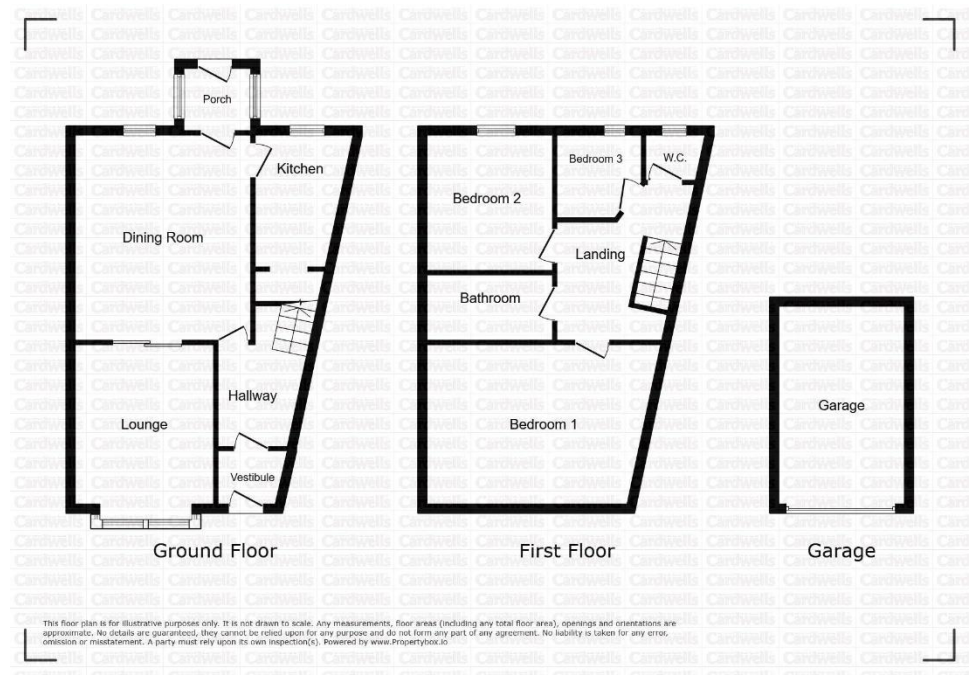 Porch
Kitchen
Dining Room
Hallway
Lounge
Vestibule
Ground Floor
Bedroom 3
W.C.
Bedroom 2
Landing
Bathroom
Bedroom 1
First Floor
Garage
Garage
This floor plan is for illustrative purposes only. It is not drawn to scale. Any measurements, floor areas (including any total floor area), openings and orientations are
approximate. No details are guaranteed, they cannot be relied upon for any purpose and do not form any part of any agreement. No liability is taken for any error,
omission or misstatement. A party must rely upon its own inspection(s). Powered by www.Propertybox.io
Cardwells